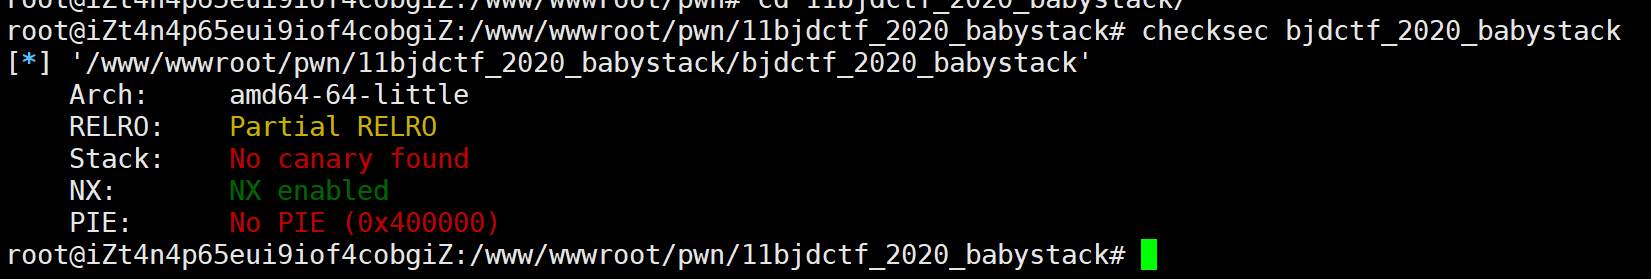 root@iZt4n4p65eui9iof4cobgiZ:/www/wwwroot/pwn# cd 11bjdctf_2020_babystack/
root@iZt4n4p65eui9iof4cobgiZ:/www/wwwroot/pwn/11bjdctf_2020_babystack# checksec bjdctf_2020_babystack
[*] '/www/wwwroot/pwn/11bjdctf_2020_babystack/bjdctf_2020_babystack'
    Arch:     amd64-64-little
    RELRO:    Partial RELRO
    Stack:    No canary found
    NX:       NX enabled
    PIE:      No PIE (0x400000)
root@iZt4n4p65eui9iof4cobgiZ:/www/wwwroot/pwn/11bjdctf_2020_babystack#